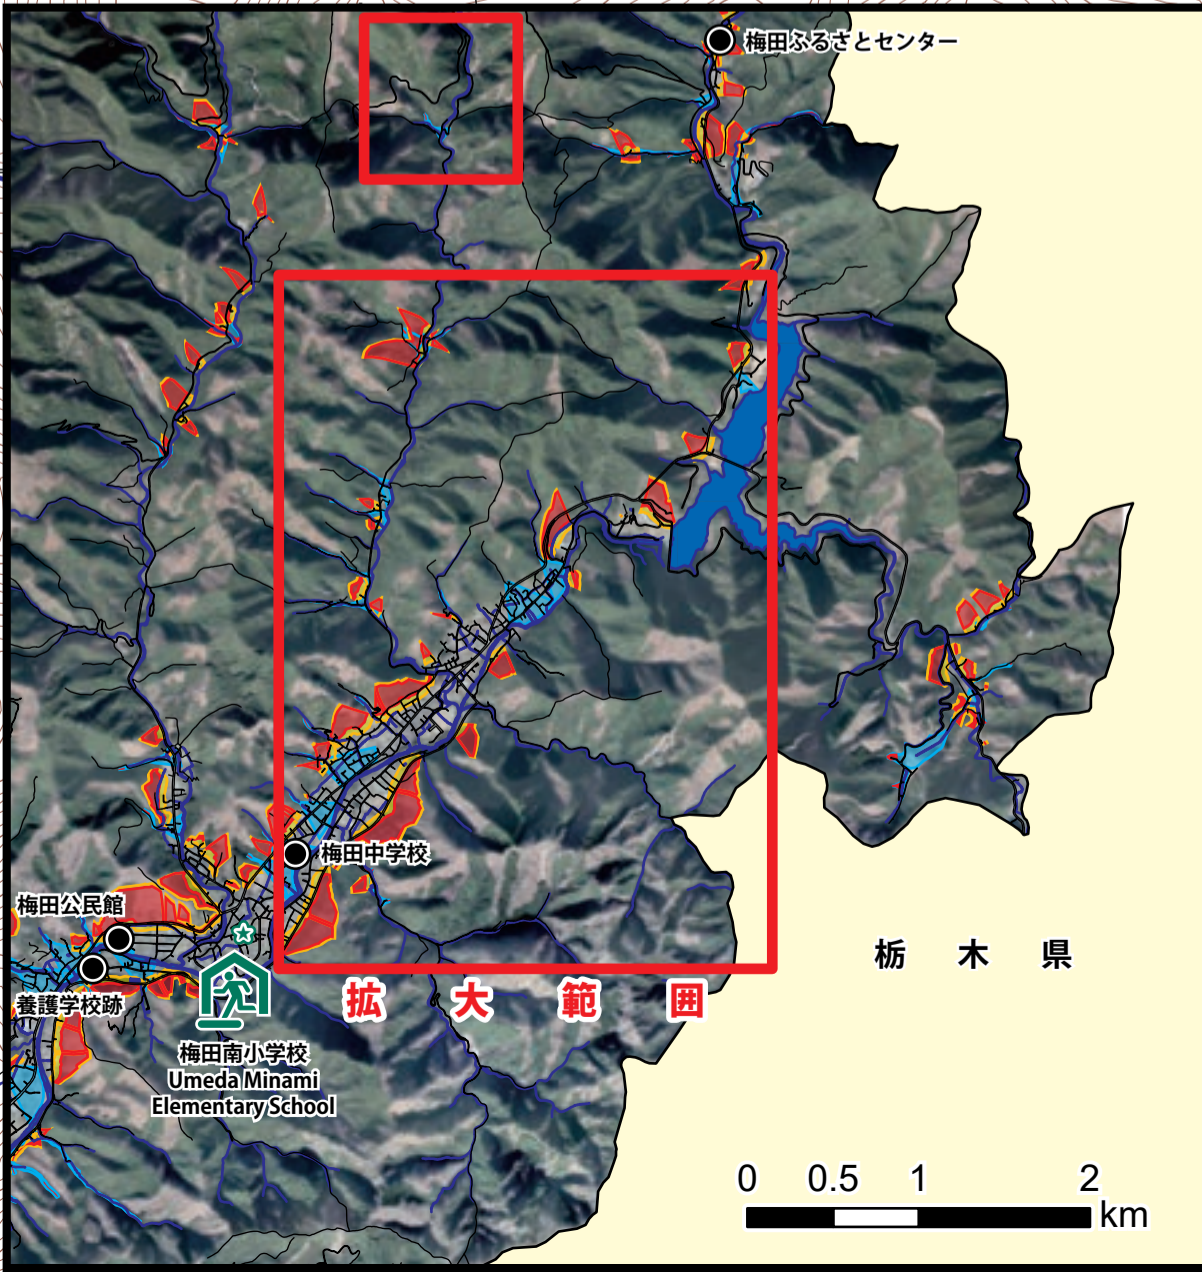 梅田ふるさとセンター
梅田中学校
梅田公民館
養護学校跡
拡大範囲
梅田南小学校
Umeda Minami
Elementary School
栃木県
0 0.5 1 2
km